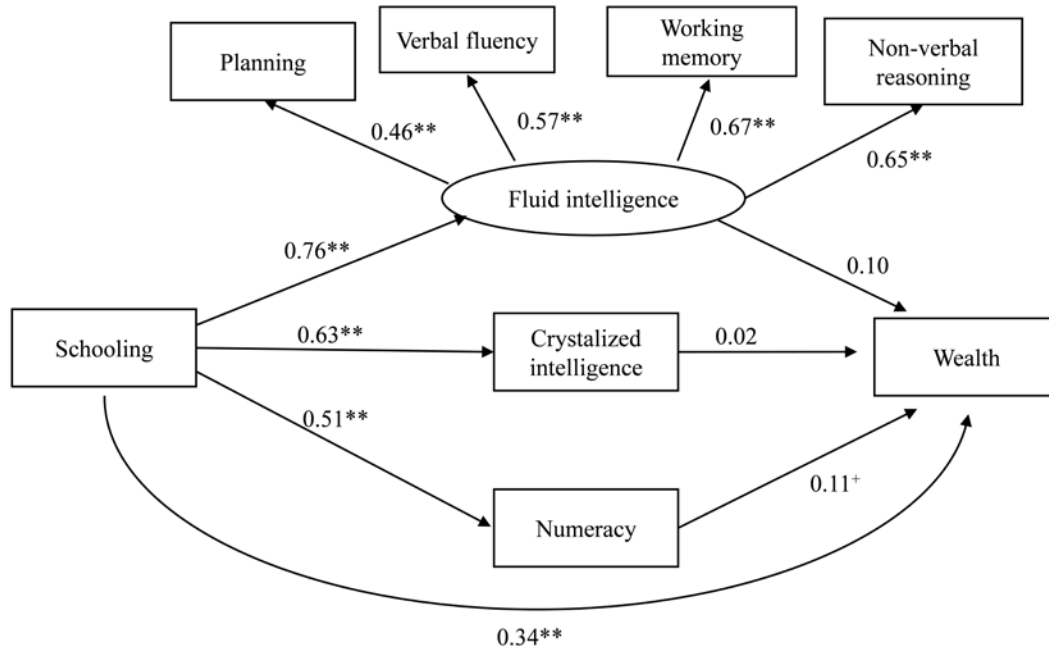 Planning
Verbal fluency
Working
memory
Non-verbal
reasoning
0.46**
0.57**
0.67**
0.65**
Fluid intelligence
0.76**
0.10
Schooling
0.63**
Crystalized
intelligence
0.02
Wealth
0.51**
0.11⁺
Numeracy
0.34**